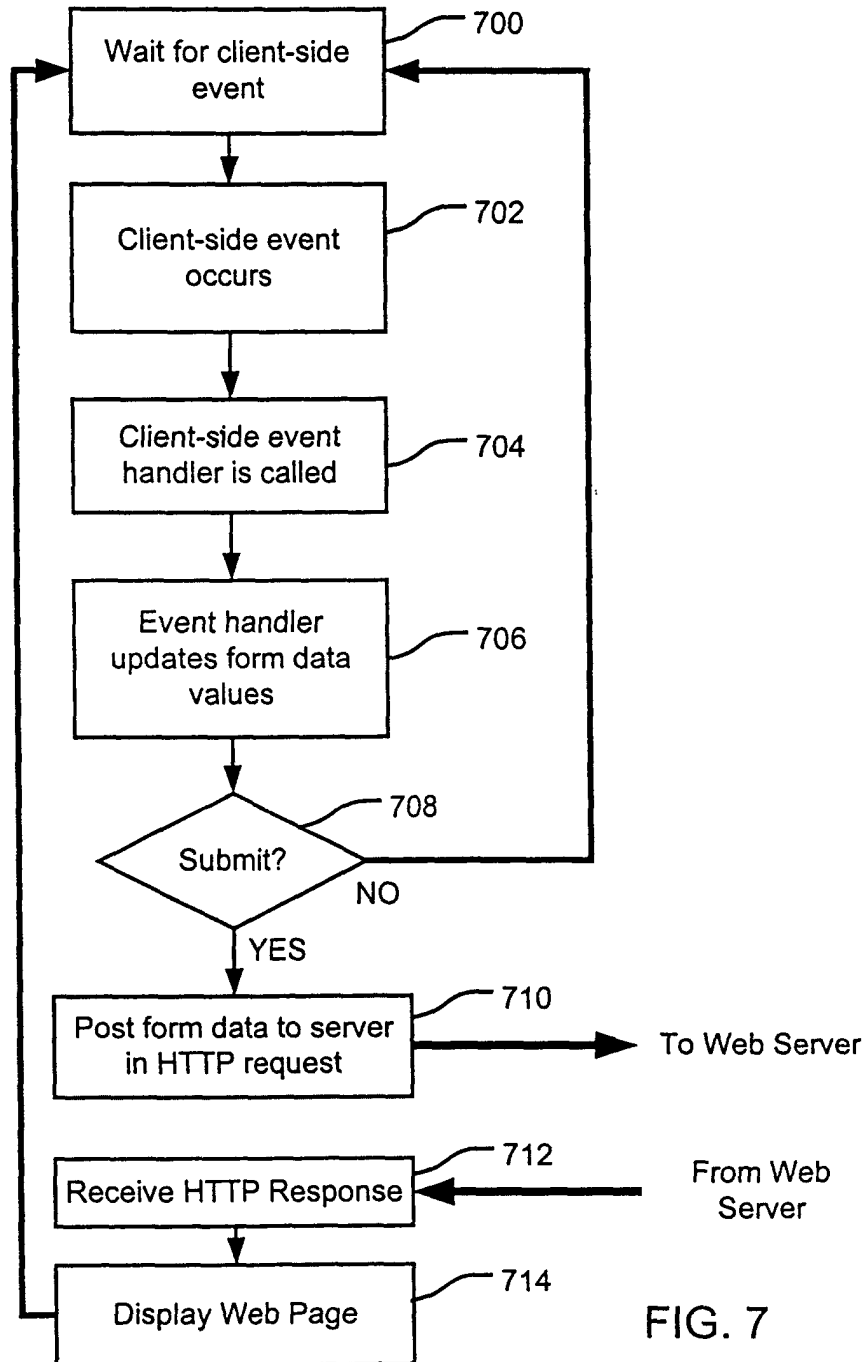 700
Wait for client-side
event
702
Client-side event
occurs
704
Client-side event
handler is called
706
Event handler
updates form data
values
708
Submit?
NO
YES
710
Post form data to server
in HTTP request
To Web Server
712
Receive HTTP Response
From Web
Server
714
Display Web Page
FIG. 7